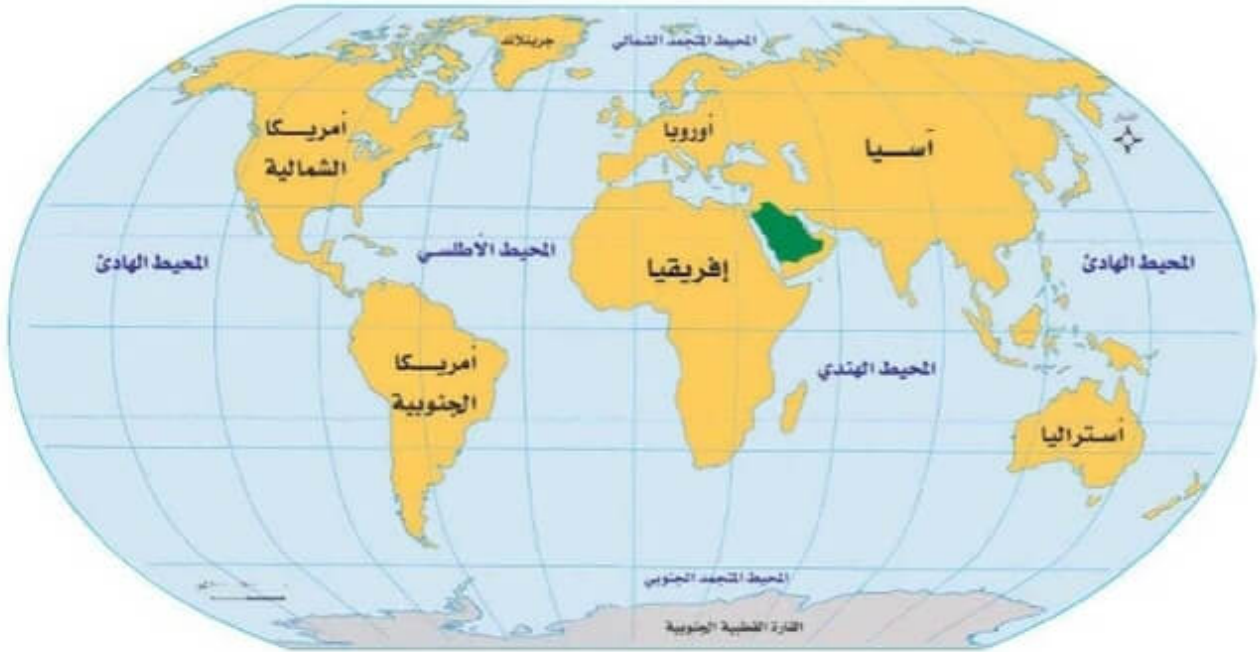 المحيط المتجمد الشمالي
جرينلاند
أمريكا
الشمالية
أوروبا
آسيا
المحيط الهادئ
المحيط الأطلسي
إفريقيا
المحيط الهادئ
أمريكا
الجنوبية
المحيط الهندي
أستراليا
المحيط المتجمد الجنوبي
القارة القطبية الجنوبية